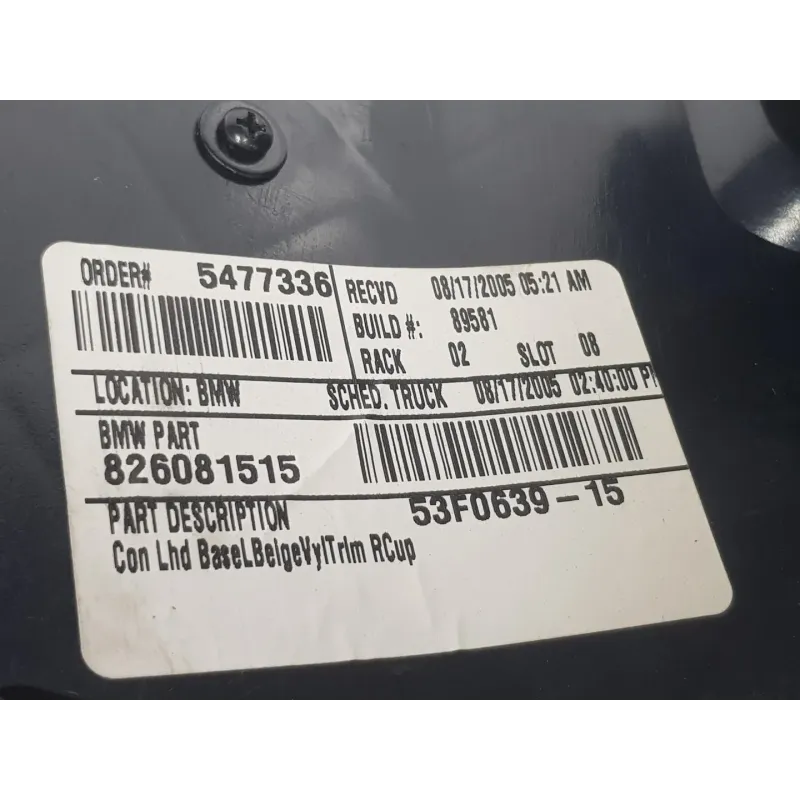 ORDER# 5477336
RECVD 08/17/2005 05:21 AM
BUILD #: 89581
RACK 02 SLOT 08
LOCATION: BMW SCHED. TRUCK 08/17/2005 02:40:00 P
BMW PART
826081515
PART DESCRIPTION 53F0639-15
Con Lhd BaseLBeigeVylTrim RCup